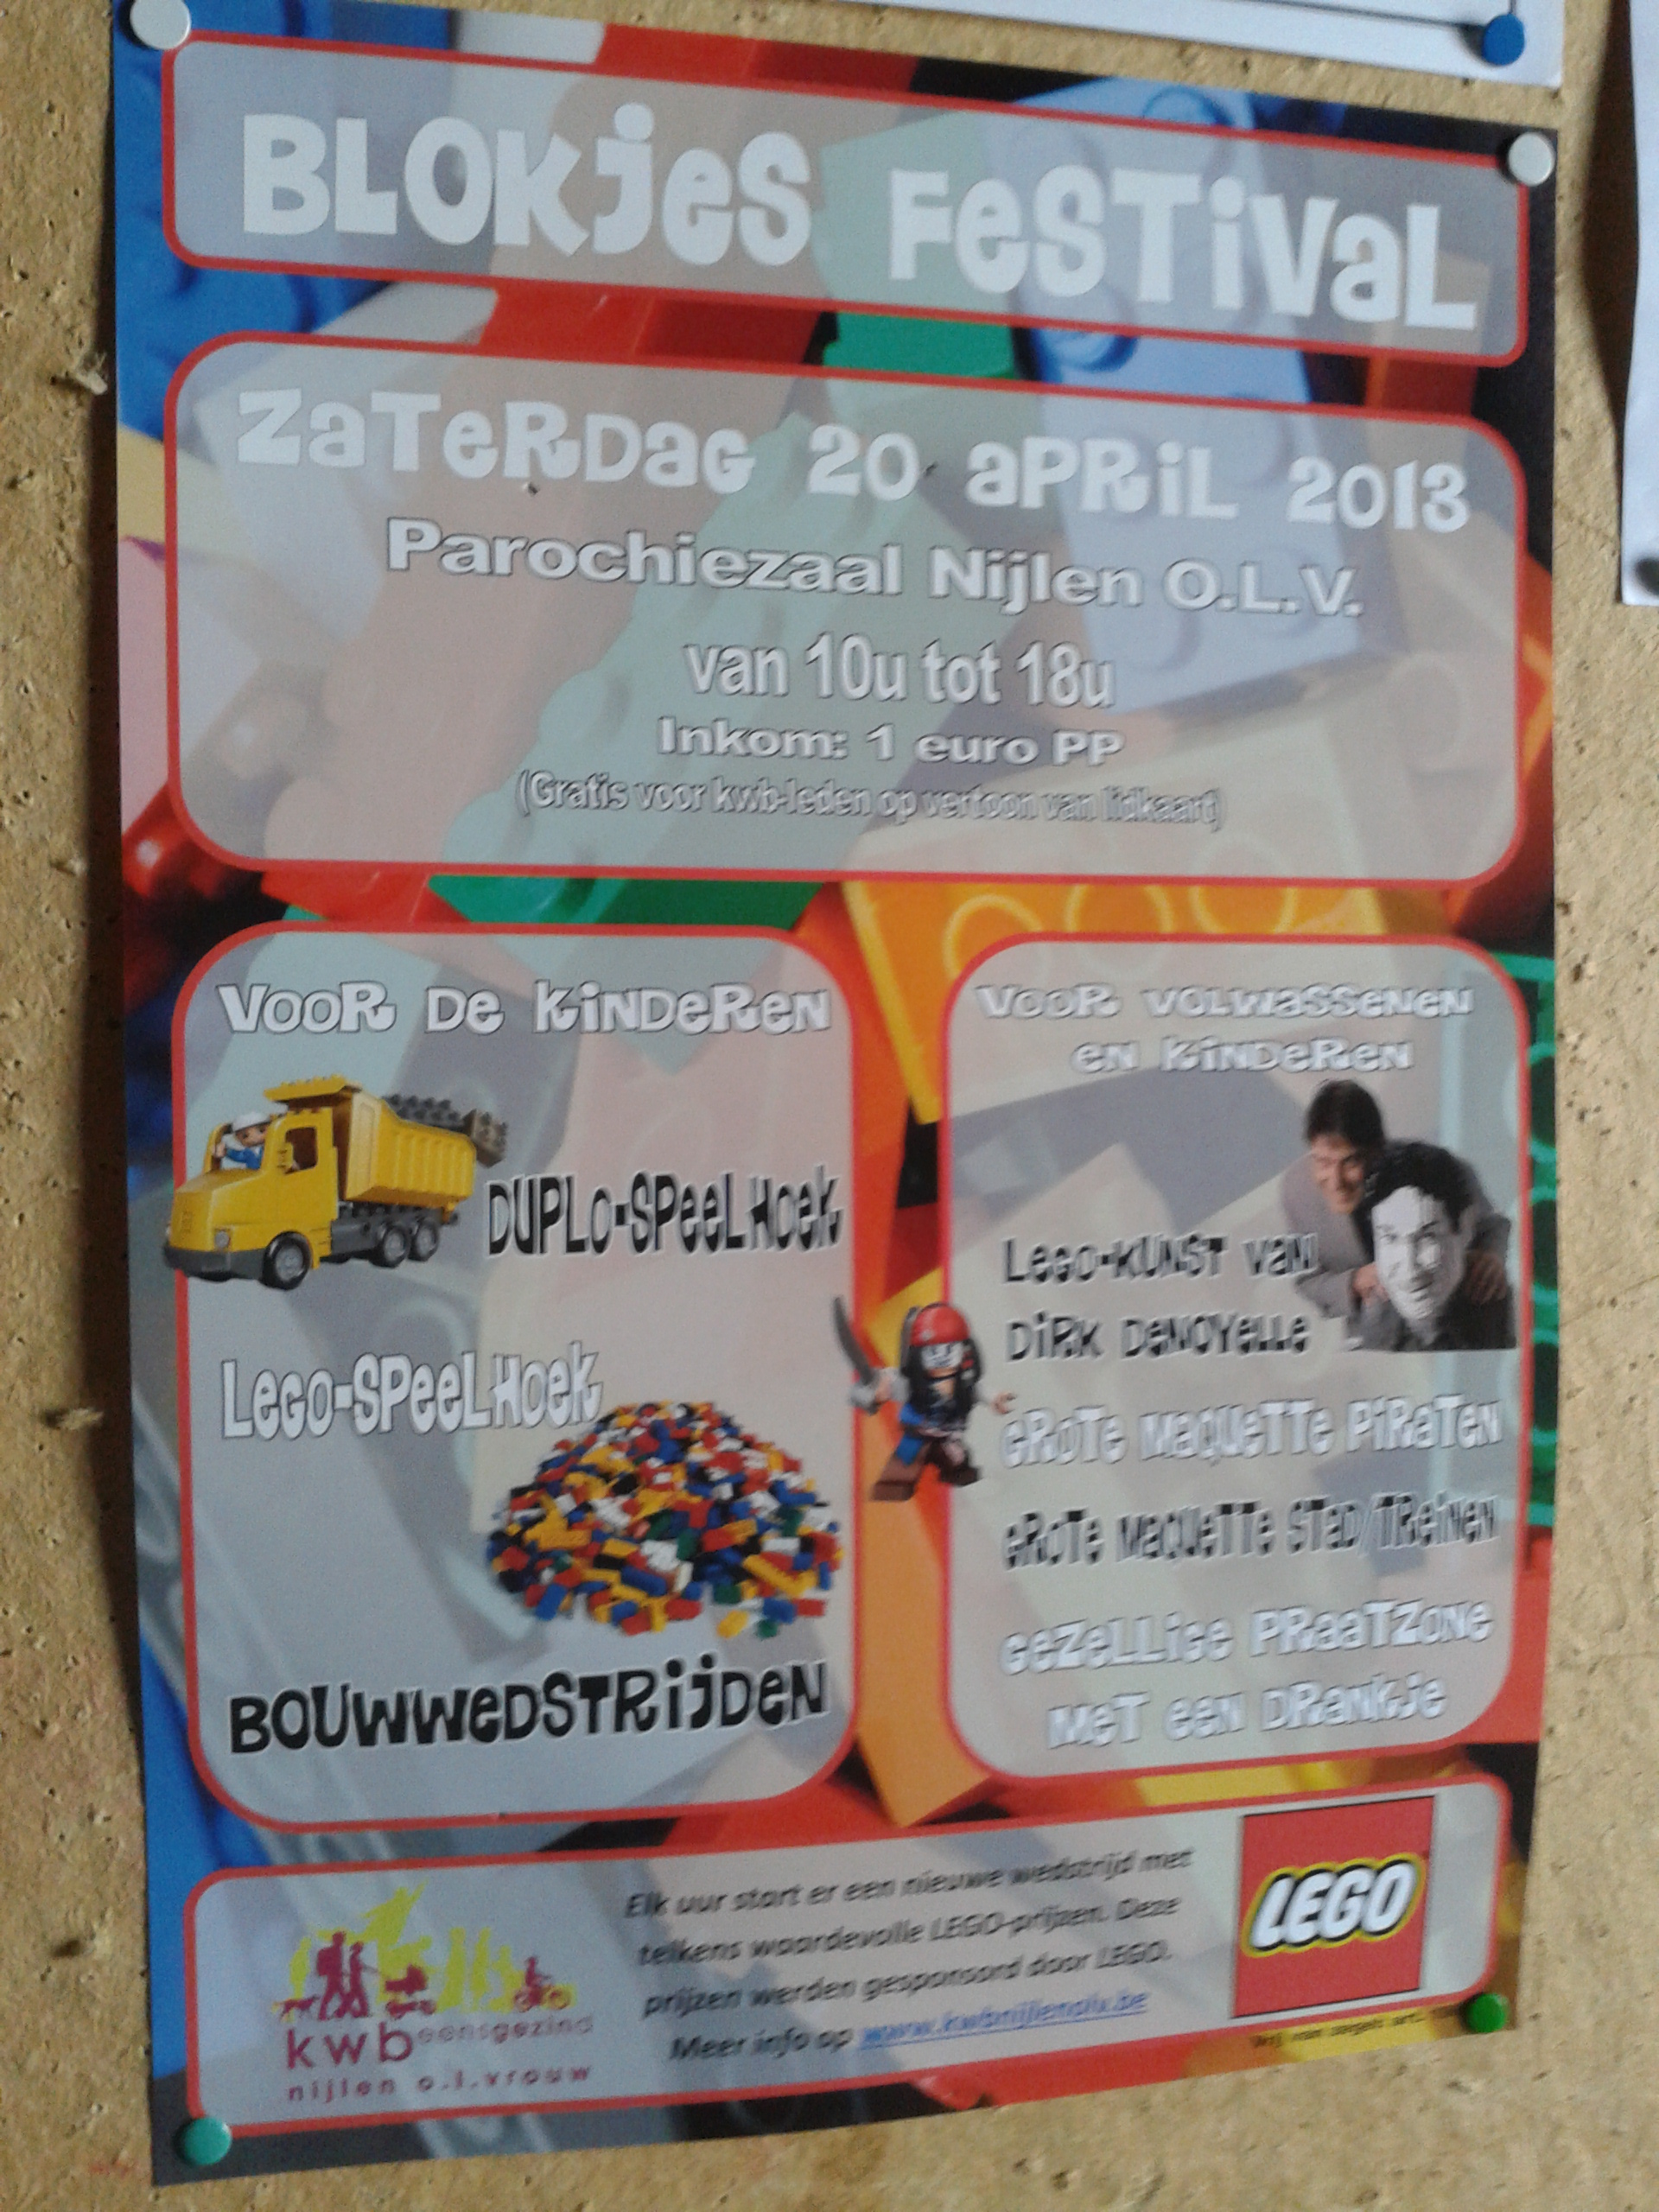 BLOKJES FESTIVAL
ZATERDAG 20 APRIL 2013
Parochiezaal Nijlen O.L.V.
van 10u tot 18u
Inkom: 1 euro PP
(Gratis voor kwb-leden op vertoon van lidkaart)
VOOR DE KINDEREN
DUPLO-SPEELHOEK
LEGO-SPEELHOEK
BOUWWEDSTRIJDEN
VOOR VOLWASSENEN
EN KINDEREN
LEGO-KUNST VAN
DIRK DENOYELLE
GROTE MAQUETTE PIRATEN
GROTE MAQUETTE STAD/TREINEN
GEZELLIGE PRAATZONE
MET EEN DRANKJE
kwb eensgezind
nijlen o.l.vrouw
Elk uur start er een nieuwe wedstrijd met
telkens waardevolle LEGO-prijzen. Deze
prijzen werden gesponsord door LEGO.
Meer info op www.kwbnijlenolv.be
LEGO
Vrij van zegel